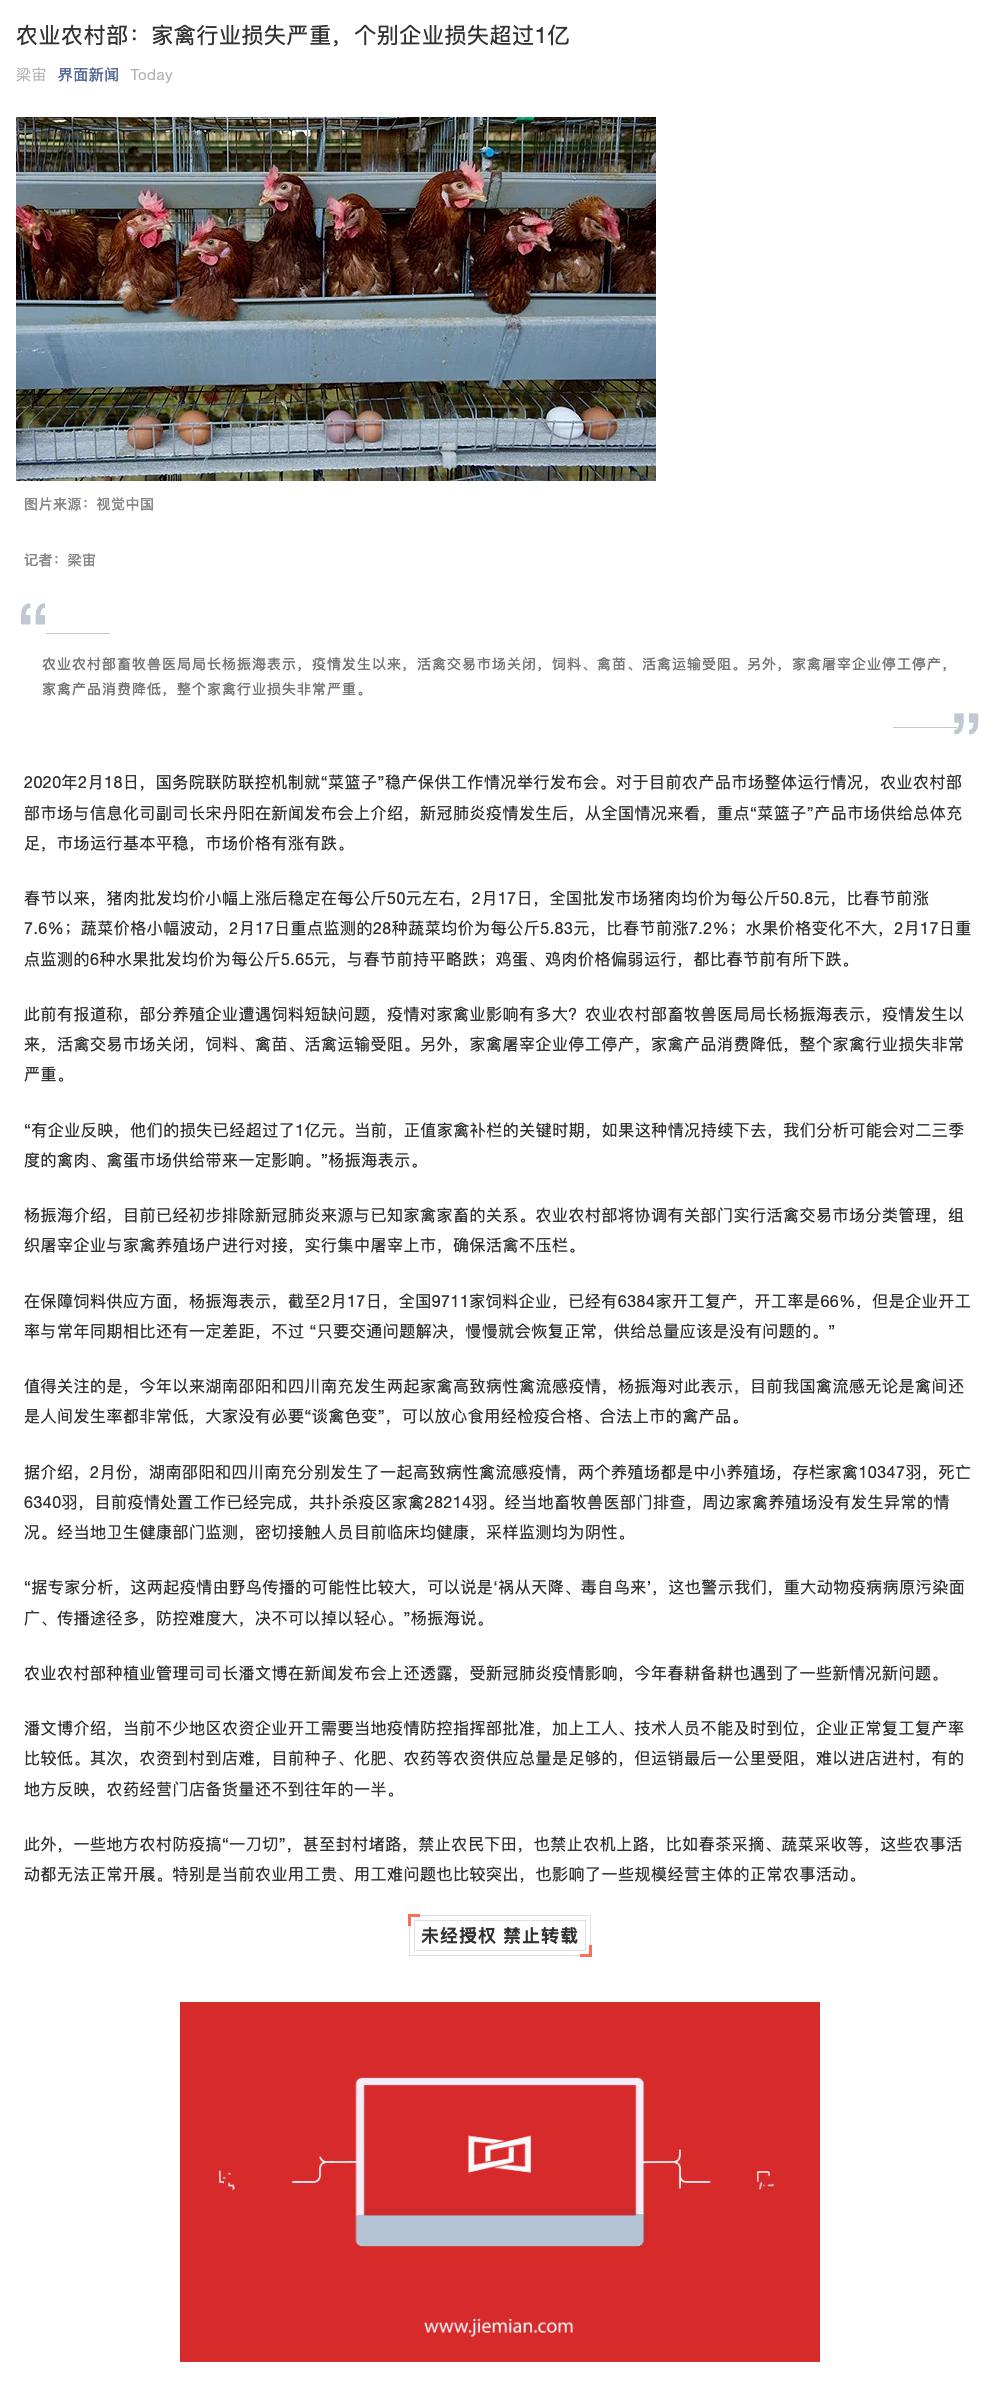 农业农村部：家禽行业损失严重，个别企业损失超过1亿
梁宙 界面新闻 Today
图片来源：视觉中国
记者：梁宙
“
农业农村部畜牧兽医局局长杨振海表示，疫情发生以来，活禽交易市场关闭，饲料、禽苗、活禽运输受阻。另外，家禽屠宰企业停工停产，
家禽产品消费降低，整个家禽行业损失非常严重。
”
2020年2月18日，国务院联防联控机制就“菜篮子”稳产保供工作情况举行发布会。对于目前农产品市场整体运行情况，农业农村部
部市场与信息化司副司长宋丹阳在新闻发布会上介绍，新冠肺炎疫情发生后，从全国情况来看，重点“菜篮子”产品市场供给总体充
足，市场运行基本平稳，市场价格有涨有跌。
春节以来，猪肉批发均价小幅上涨后稳定在每公斤50元左右，2月17日，全国批发市场猪肉均价为每公斤50.8元，比春节前涨
7.6%；蔬菜价格小幅波动，2月17日重点监测的28种蔬菜均价为每公斤5.83元，比春节前涨7.2%；水果价格变化不大，2月17日重
点监测的6种水果批发均价为每公斤5.65元，与春节前持平略跌；鸡蛋、鸡肉价格偏弱运行，都比春节前有所下跌。
此前有报道称，部分养殖企业遭遇饲料短缺问题，疫情对家禽业影响有多大？农业农村部畜牧兽医局局长杨振海表示，疫情发生以
来，活禽交易市场关闭，饲料、禽苗、活禽运输受阻。另外，家禽屠宰企业停工停产，家禽产品消费降低，整个家禽行业损失非常
严重。
“有企业反映，他们的损失已经超过了1亿元。当前，正值家禽补栏的关键时期，如果这种情况持续下去，我们分析可能会对二三季
度的禽肉、禽蛋市场供给带来一定影响。”杨振海表示。
杨振海介绍，目前已经初步排除新冠肺炎来源与已知家禽家畜的关系。农业农村部将协调有关部门实行活禽交易市场分类管理，组
织屠宰企业与家禽养殖场户进行对接，实行集中屠宰上市，确保活禽不压栏。
在保障饲料供应方面，杨振海表示，截至2月17日，全国9711家饲料企业，已经有6384家开工复产，开工率是66%，但是企业开工
率与常年同期相比还有一定差距，不过 “只要交通问题解决，慢慢就会恢复正常，供给总量应该是没有问题的。”
值得关注的是，今年以来湖南邵阳和四川南充发生两起家禽高致病性禽流感疫情，杨振海对此表示，目前我国禽流感无论是禽间还
是人间发生率都非常低，大家没有必要“谈禽色变”，可以放心食用经检疫合格、合法上市的禽产品。
据介绍，2月份，湖南邵阳和四川南充分别发生了一起高致病性禽流感疫情，两个养殖场都是中小养殖场，存栏家禽10347羽，死亡
6340羽，目前疫情处置工作已经完成，共扑杀疫区家禽28214羽。经当地畜牧兽医部门排查，周边家禽养殖场没有发生异常的情
况。经当地卫生健康部门监测，密切接触人员目前临床均健康，采样监测均为阴性。
“据专家分析，这两起疫情由野鸟传播的可能性比较大，可以说是‘祸从天降、毒自鸟来’，这也警示我们，重大动物疫病病原污染面
广、传播途径多，防控难度大，决不可以掉以轻心。”杨振海说。
农业农村部种植业管理司司长潘文博在新闻发布会上还透露，受新冠肺炎疫情影响，今年春耕备耕也遇到了一些新情况新问题。
潘文博介绍，当前不少地区农资企业开工需要当地疫情防控指挥部批准，加上工人、技术人员不能及时到位，企业正常复工复产率
比较低。其次，农资到村到店难，目前种子、化肥、农药等农资供应总量是足够的，但运销最后一公里受阻，难以进店进村，有的
地方反映，农药经营门店备货量还不到往年的一半。
此外，一些地方农村防疫搞“一刀切”，甚至封村堵路，禁止农民下田，也禁止农机上路，比如春茶采摘、蔬菜采收等，这些农事活
动都无法正常开展。特别是当前农业用工贵、用工难问题也比较突出，也影响了一些规模经营主体的正常农事活动。
未经授权 禁止转载
www.jiemian.com